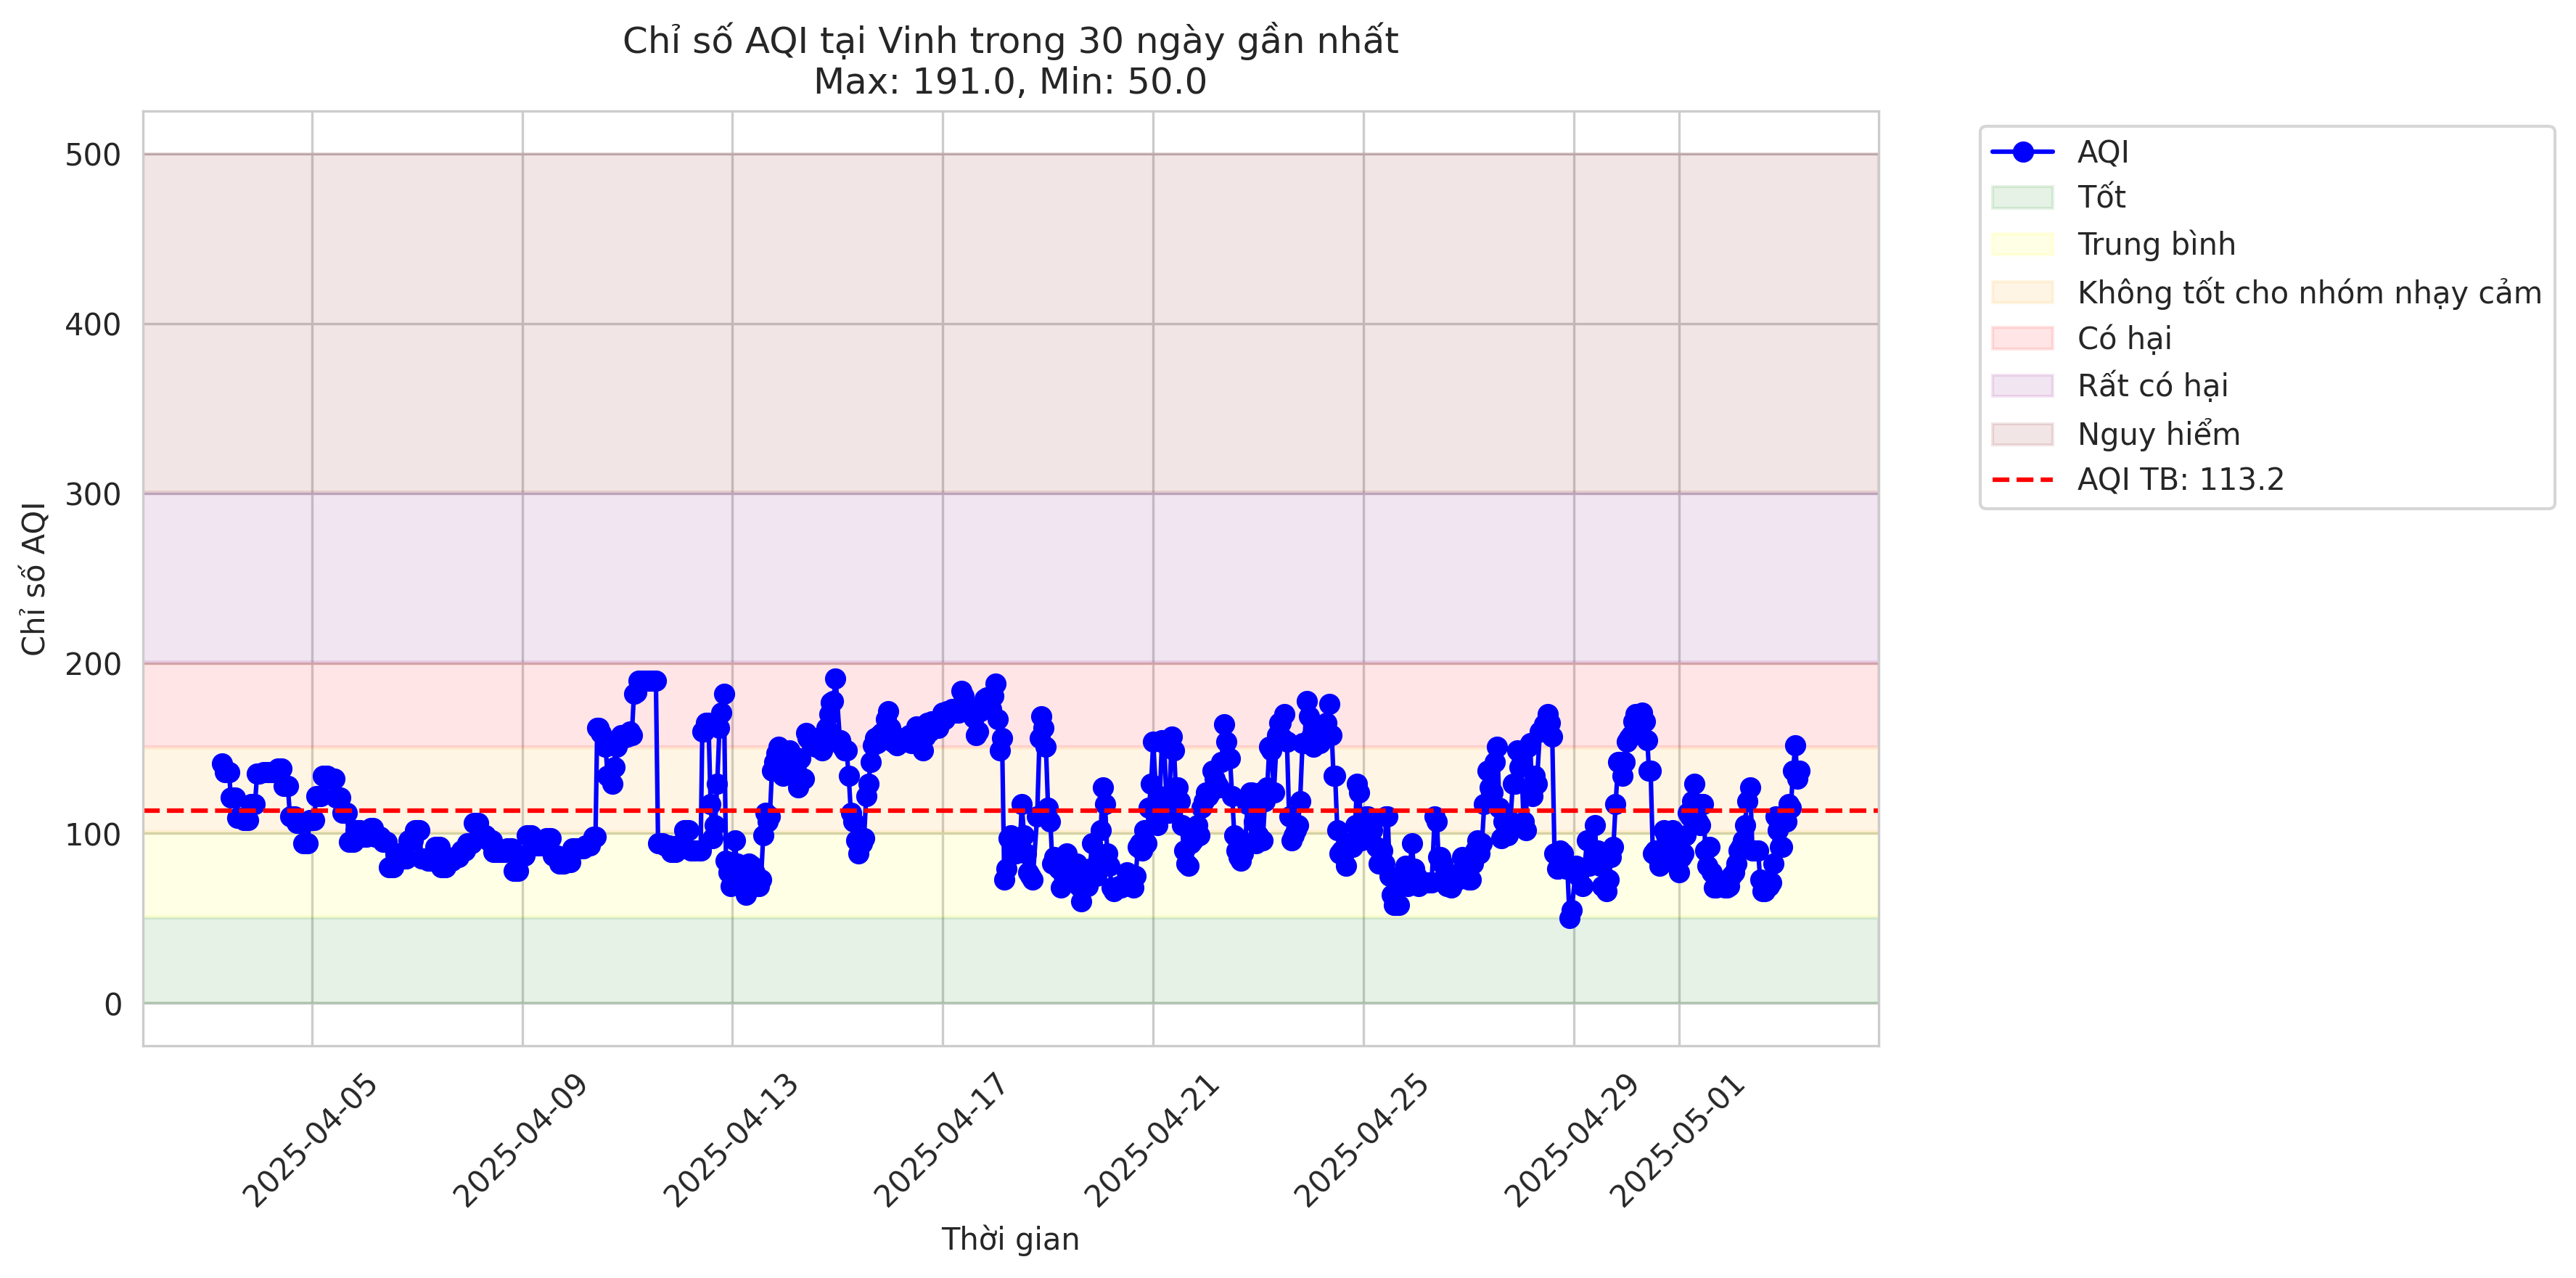 Chỉ số AQI tại Vinh trong 30 ngày gần nhất
Max: 191.0, Min: 50.0
Chỉ số AQI
500
400
300
200
100
0
2025-04-05
2025-04-09
2025-04-13
2025-04-17
2025-04-21
2025-04-25
2025-04-29
2025-05-01
Thời gian
AQI
Tốt
Trung bình
Không tốt cho nhóm nhạy cảm
Có hại
Rất có hại
Nguy hiểm
AQI TB: 113.2